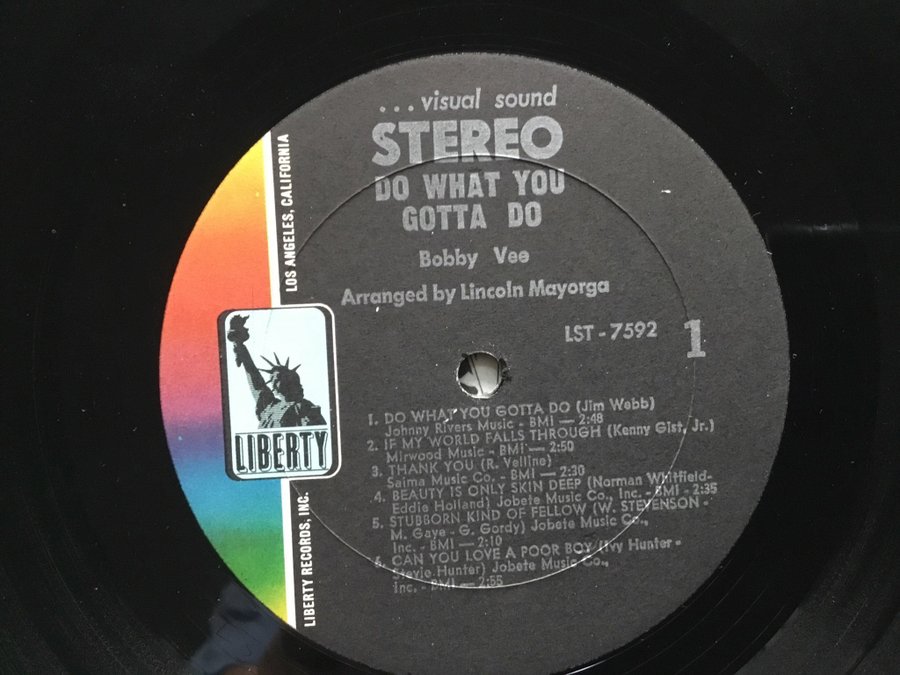 ...visual sound
STEREO
DO WHAT YOU
GOTTA DO
Bobby Vee
Arranged by Lincoln Mayorga
LST-7592
1
1. DO WHAT YOU GOTTA DO (Jim Webb)
Johnny Rivers Music - BMI — 2:48
2. IF MY WORLD FALLS THROUGH (Kenny Gist, Jr.)
Mirwood Music - BMI — 2:50
3. THANK YOU (R. Velline)
Saima Music Co. - BMI — 2:30
4. BEAUTY IS ONLY SKIN DEEP (Norman Whitfield-
Eddie Holland) Jobete Music Co., Inc. - BMI - 2:35
5. STUBBORN KIND OF FELLOW (W. STEVENSON -
M. Gaye - G. Gordy) Jobete Music Co.,
Inc. - BMI — 2:10
6. CAN YOU LOVE A POOR BOY (Ivy Hunter -
Stevie Hunter) Jobete Music Co.,
Inc. - BMI — 2:55
LIBERTY
LIBERTY RECORDS, INC.
LOS ANGELES, CALIFORNIA